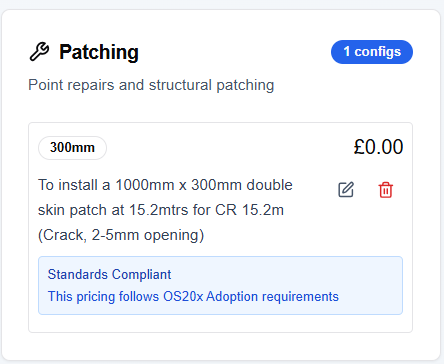 Patching
1 configs
Point repairs and structural patching
300mm
£0.00
To install a 1000mm x 300mm double
skin patch at 15.2mtrs for CR 15.2m
(Crack, 2-5mm opening)
Standards Compliant
This pricing follows OS20x Adoption requirements